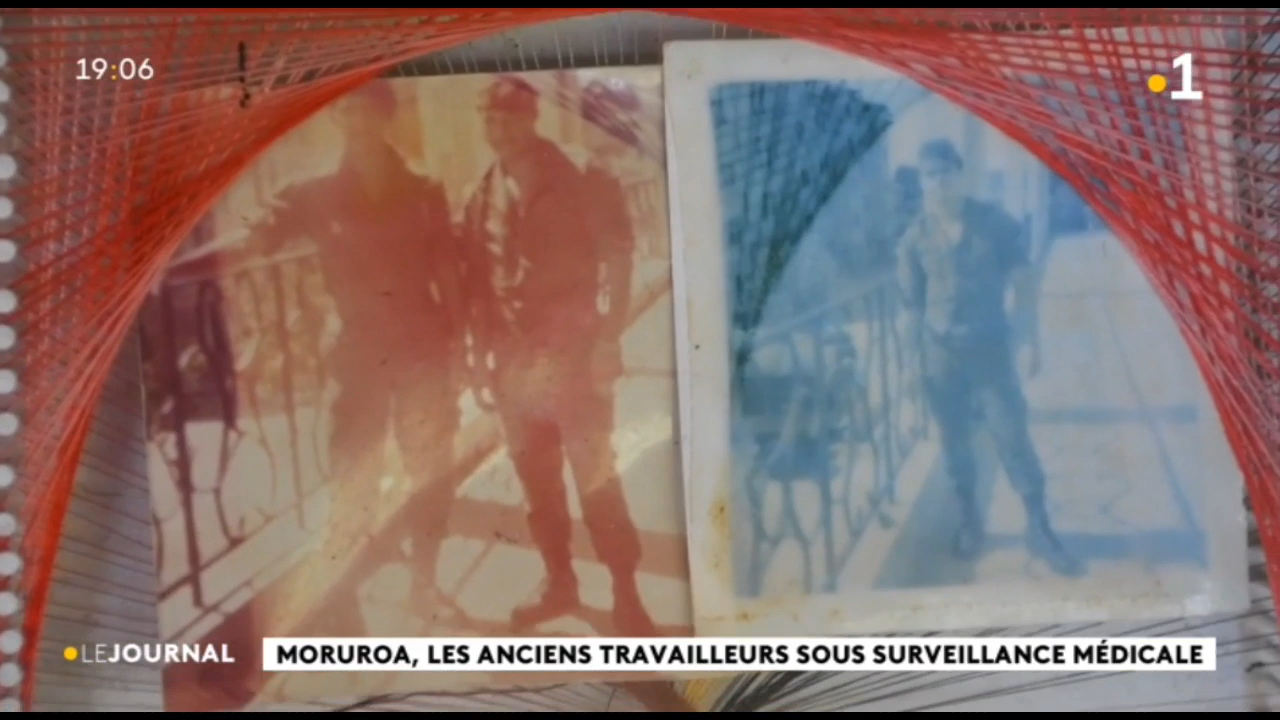 19:06
1
LEJOURNAL
MORUROA, LES ANCIENS TRAVAILLEURS SOUS SURVEILLANCE MÉDICALE